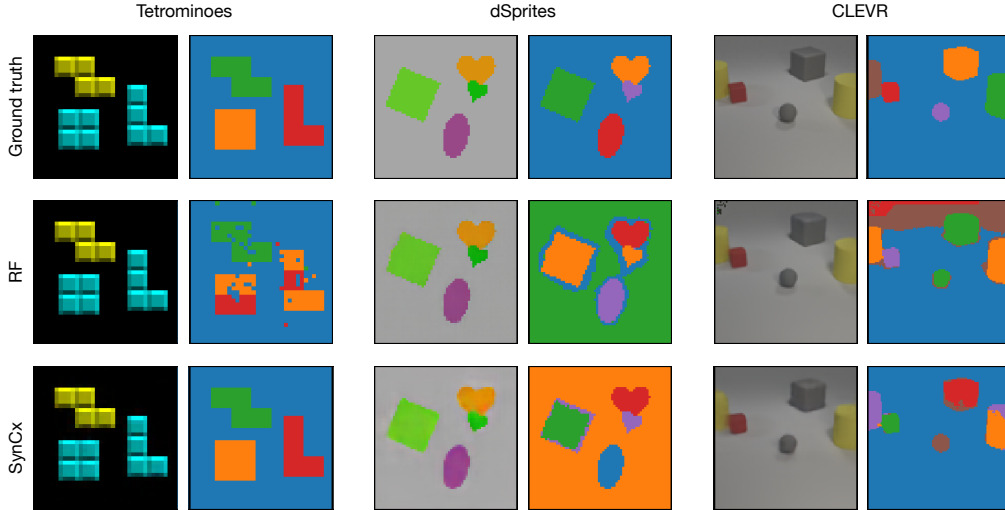 Tetrominoes
dSprites
CLEVR
Ground truth
RF
SynCx